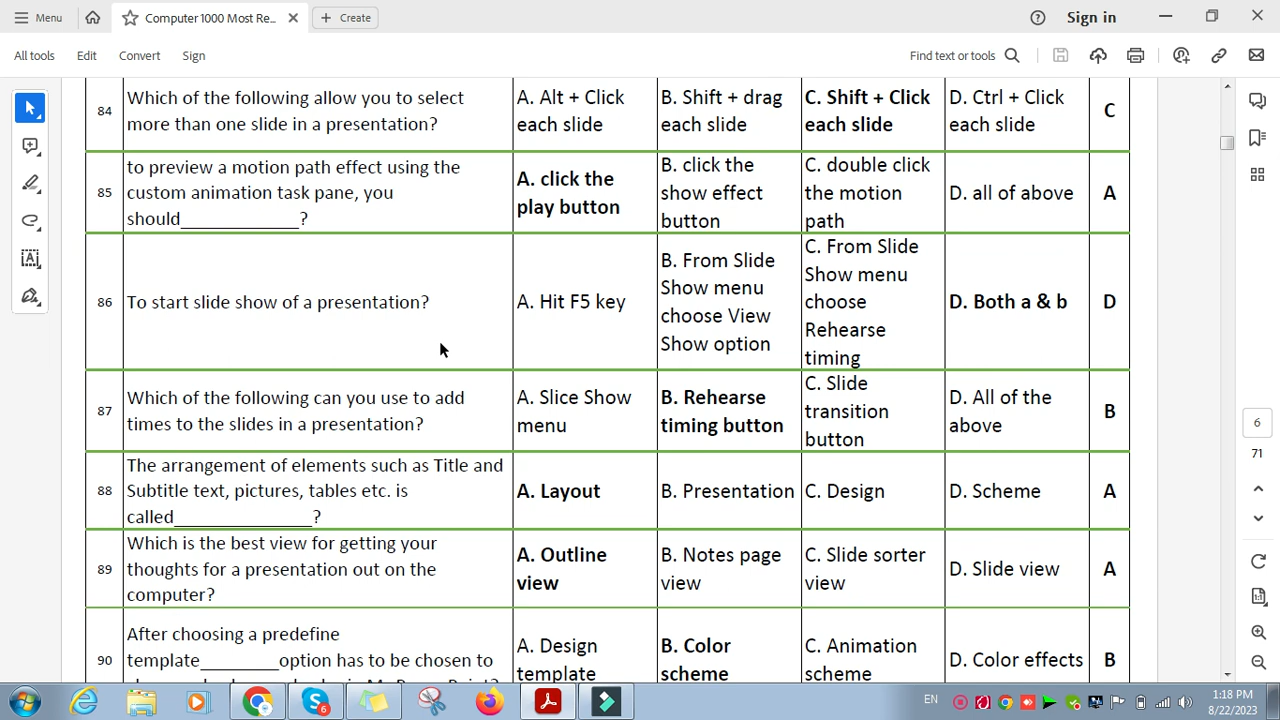 Menu
Computer 1000 Most Re...
Create
Sign in
All tools
Edit
Convert
Sign
Find text or tools
84
Which of the following allow you to select
more than one slide in a presentation?
A. Alt + Click
each slide
B. Shift + drag
each slide
C. Shift + Click
each slide
D. Ctrl + Click
each slide
C
85
to preview a motion path effect using the
custom animation task pane, you
should_____________?
A. click the
play button
B. click the
show effect
button
C. double click
the motion
path
D. all of above
A
86
To start slide show of a presentation?
A. Hit F5 key
B. From Slide
Show menu
choose View
Show option
C. From Slide
Show menu
choose
Rehearse
timing
D. Both a & b
D
87
Which of the following can you use to add
times to the slides in a presentation?
A. Slice Show
menu
B. Rehearse
timing button
C. Slide
transition
button
D. All of the
above
B
88
The arrangement of elements such as Title and
Subtitle text, pictures, tables etc. is
called_______________?
A. Layout
B. Presentation
C. Design
D. Scheme
A
89
Which is the best view for getting your
thoughts for a presentation out on the
computer?
A. Outline
view
B. Notes page
view
C. Slide sorter
view
D. Slide view
A
90
After choosing a predefine
template_________option has to be chosen to
A. Design
template
B. Color
scheme
C. Animation
scheme
D. Color effects
B
6
71
EN
1:18 PM
8/22/2023